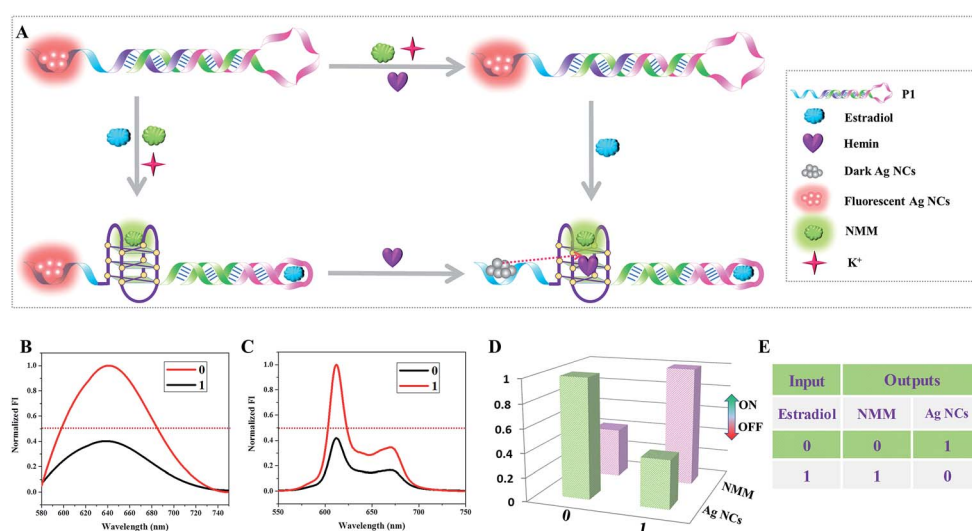 A
P1
Estradiol
Hemin
Dark Ag NCs
Fluorescent Ag NCs
NMM
K+
B
0
1
Normalized FI
1.0
0.8
0.6
0.4
0.2
0.0
580 600 620 640 660 680 700 720 740
Wavelength (nm)
C
0
1
Normalized FI
1.0
0.8
0.6
0.4
0.2
0.0
550 600 650 700 750
Wavelength (nm)
D
1
0.8
0.6
0.4
0.2
0
ON
OFF
NMM
Ag NCs
0
1
E
Input Outputs
Estradiol NMM Ag NCs
0 0 1
1 1 0